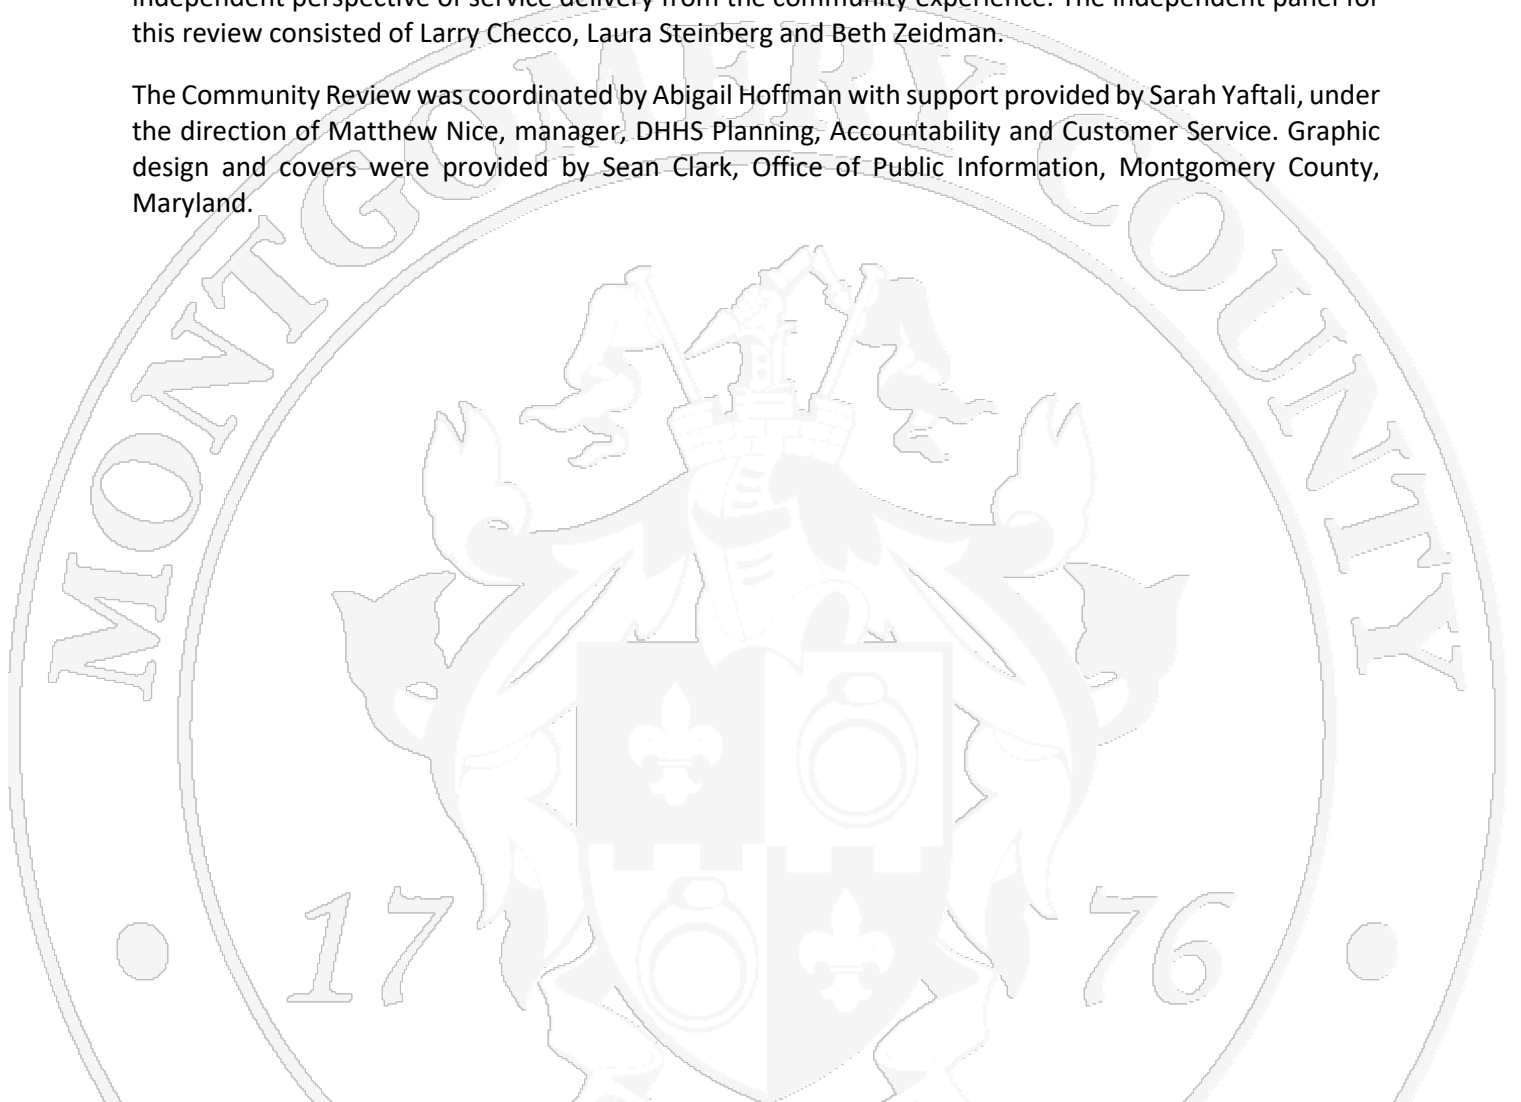 independent perspective of service delivery from the community experience. The independent panel for
this review consisted of Larry Checco, Laura Steinberg and Beth Zeidman.
The Community Review was coordinated by Abigail Hoffman with support provided by Sarah Yaftali, under
the direction of Matthew Nice, manager, DHHS Planning, Accountability and Customer Service. Graphic
design and covers were provided by Sean Clark, Office of Public Information, Montgomery County,
Maryland.
MONTGOMERY COUNTY
17 76